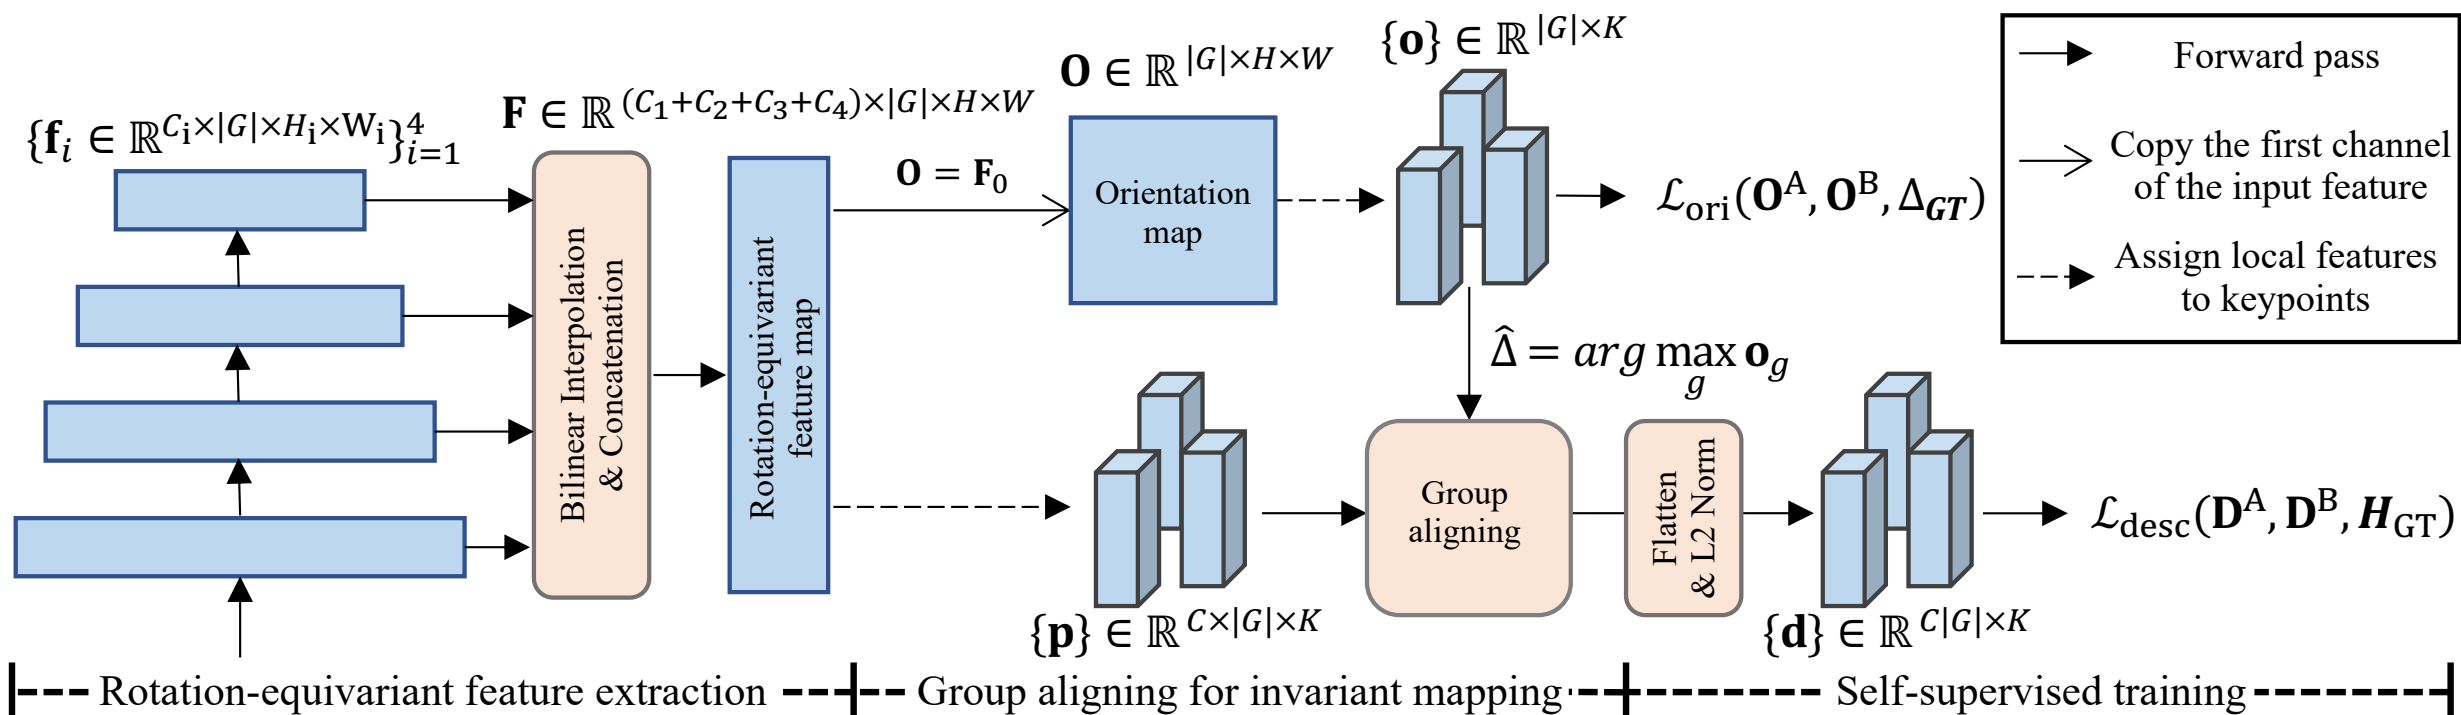 {f_i ∈ ℝ^{C_i×|G|×H_i×W_i}}_{i=1}^4
F ∈ ℝ^{(C_1+C_2+C_3+C_4)×|G|×H×W}
Bilinear Interpolation
& Concatenation
Rotation-equivariant
feature map
O = F_0
O ∈ ℝ^{|G|×H×W}
Orientation
map
{o} ∈ ℝ^{|G|×K}
ℒ_ori(O^A, O^B, Δ_GT)
Δ̂ = arg max_g o_g
{p} ∈ ℝ^{C×|G|×K}
Group
aligning
Flatten
& L2 Norm
{d} ∈ ℝ^{C|G|×K}
ℒ_desc(D^A, D^B, H_GT)
Forward pass
Copy the first channel
of the input feature
Assign local features
to keypoints
Rotation-equivariant feature extraction
Group aligning for invariant mapping
Self-supervised training